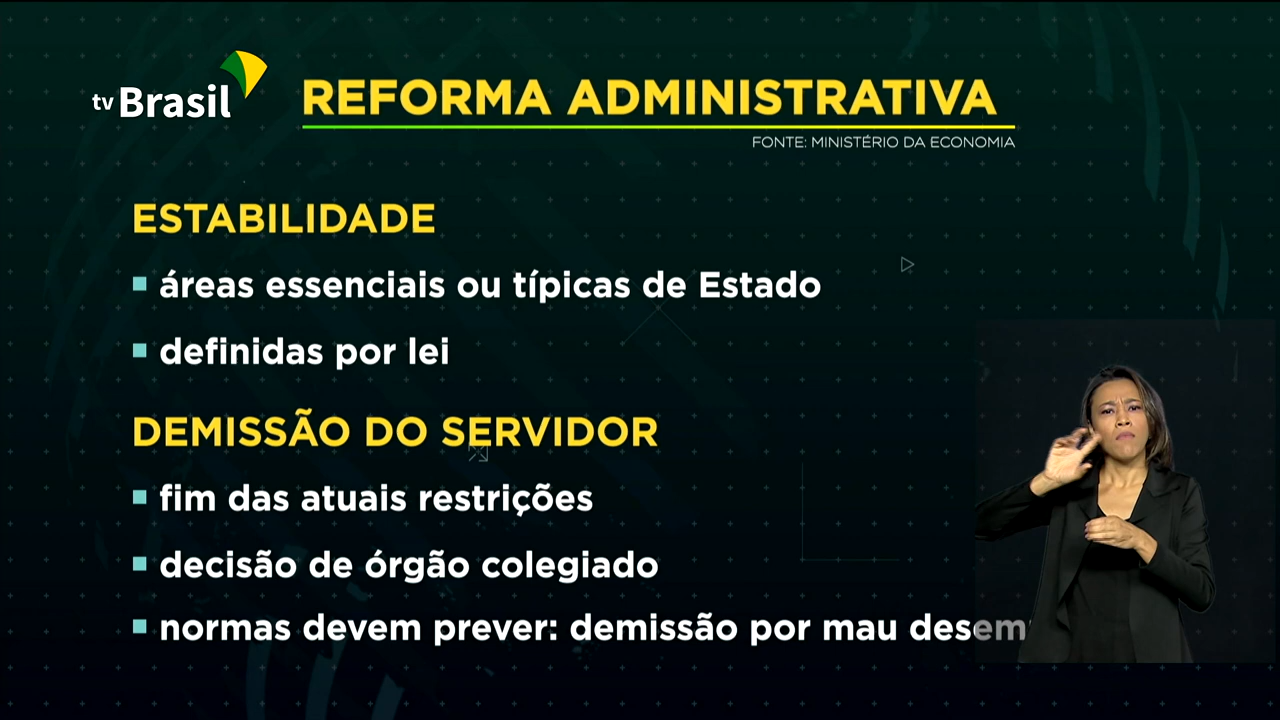 tv Brasil
REFORMA ADMINISTRATIVA
FONTE: MINISTÉRIO DA ECONOMIA
ESTABILIDADE
áreas essenciais ou típicas de Estado
definidas por lei
DEMISSÃO DO SERVIDOR
fim das atuais restrições
decisão de órgão colegiado
normas devem prever: demissão por mau